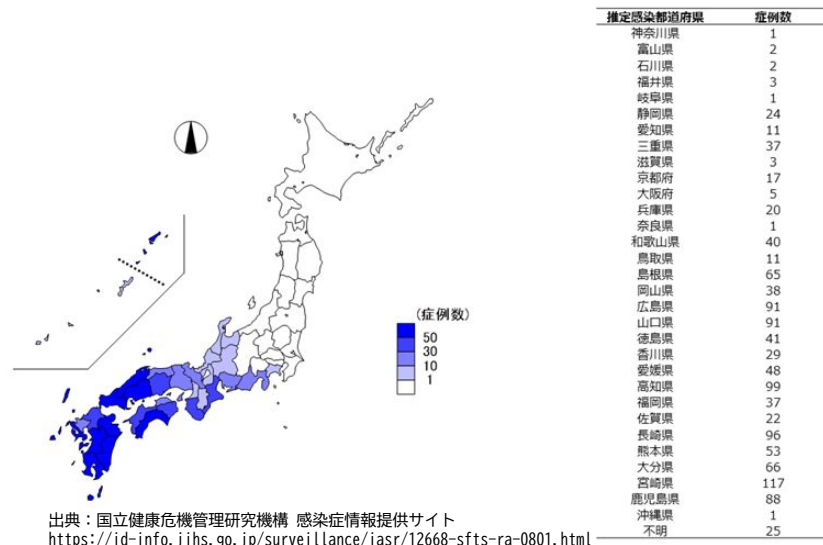 推定感染都道府県 症例数
神奈川県 1
富山県 2
石川県 2
福井県 3
岐阜県 1
静岡県 24
愛知県 11
三重県 37
滋賀県 3
京都府 17
大阪府 5
兵庫県 20
奈良県 1
和歌山県 40
鳥取県 11
島根県 65
岡山県 38
広島県 91
山口県 91
徳島県 41
香川県 29
愛媛県 48
高知県 99
福岡県 37
佐賀県 22
長崎県 96
熊本県 53
大分県 66
宮崎県 117
鹿児島県 88
沖縄県 1
不明 25
(症例数)
50
30
10
1
出典：国立健康危機管理研究機構 感染症情報提供サイト
https://id-info.jihs.go.jp/surveillance/iasr/12668-sfts-ra-0801.html